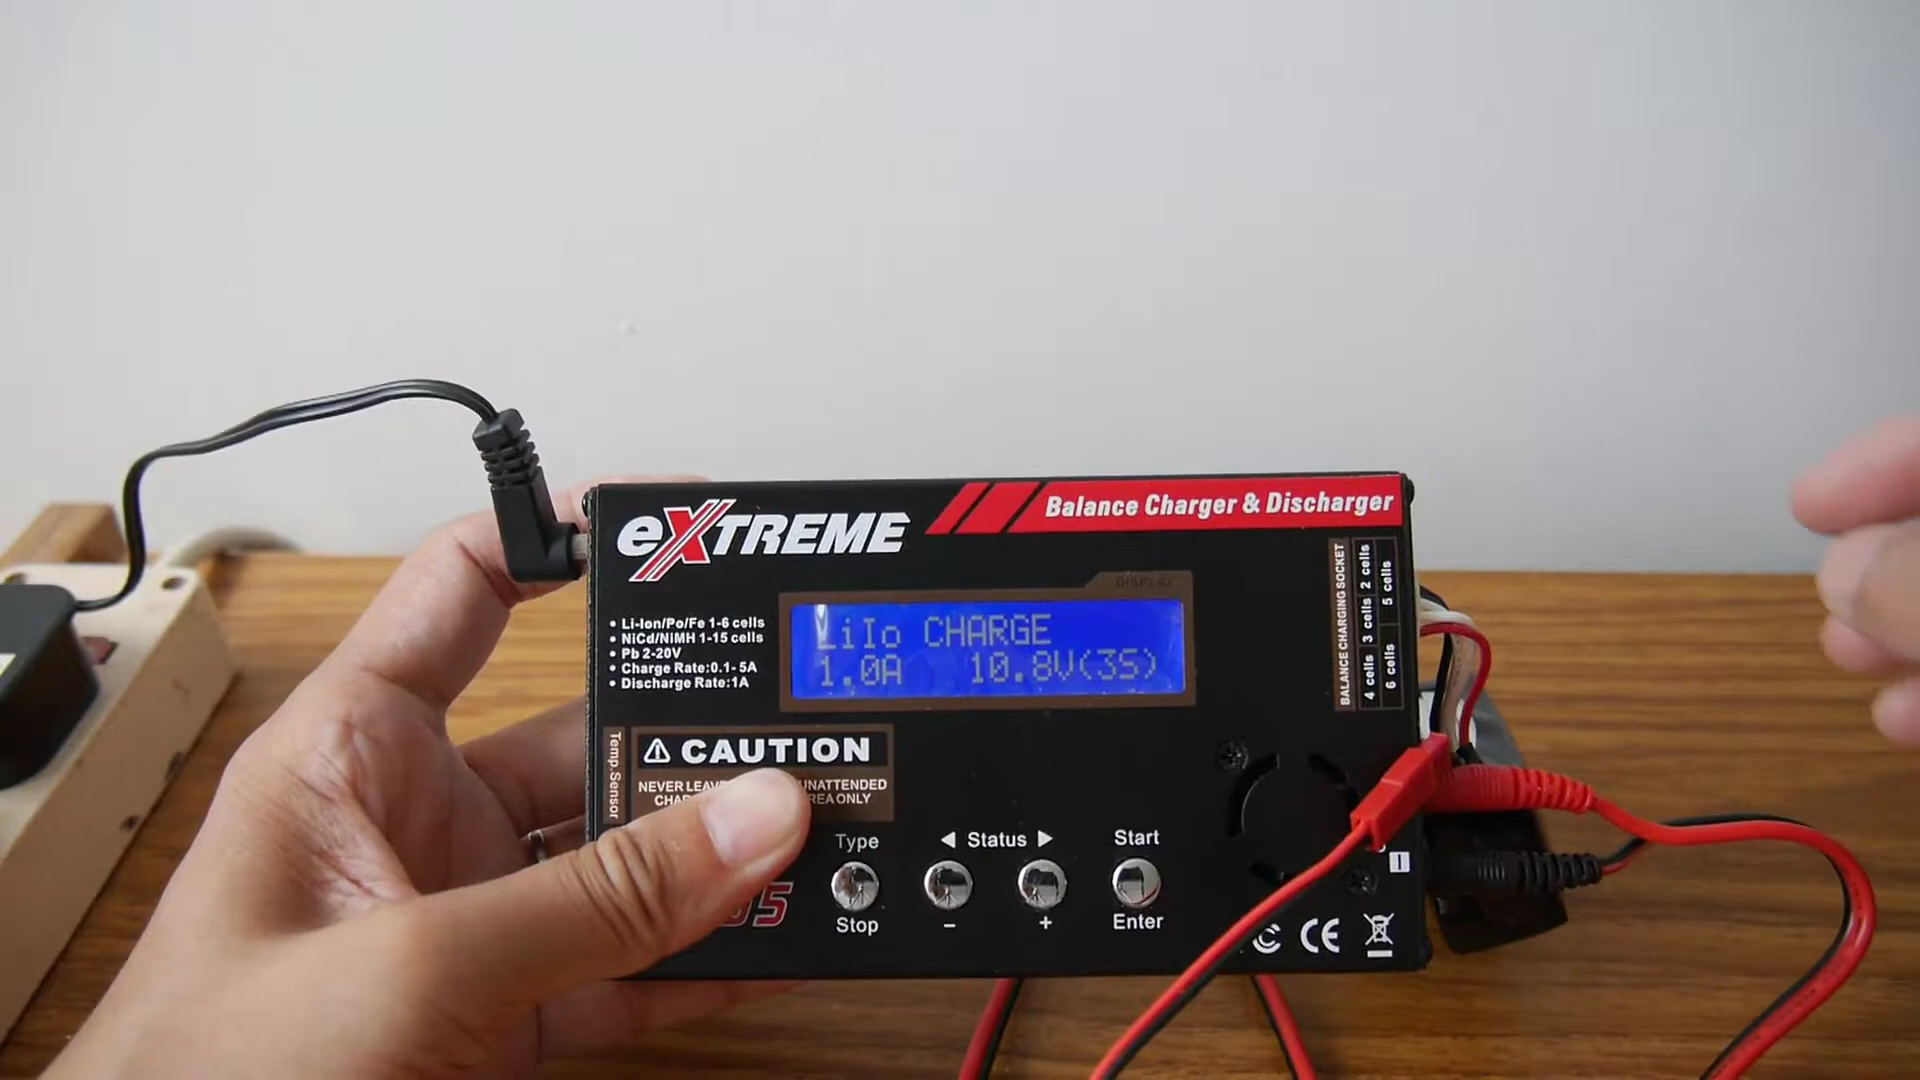 eXTREME
Balance Charger & Discharger
DISPLAY
• Li-Ion/Po/Fe 1-6 cells
• NiCd/NiMH 1-15 cells
• Pb 2-20V
• Charge Rate:0.1- 5A
• Discharge Rate:1A
LiIo CHARGE
1.0A 10.8V(3S)
BALANCE CHARGING SOCKET
4 cells 3 cells 2 cells
6 cells 5 cells
Temp.Sensor
⚠ CAUTION
NEVER UNATTENDED
ONLY
Type
◀ Status ▶
Start
Stop
-
+
Enter
CE